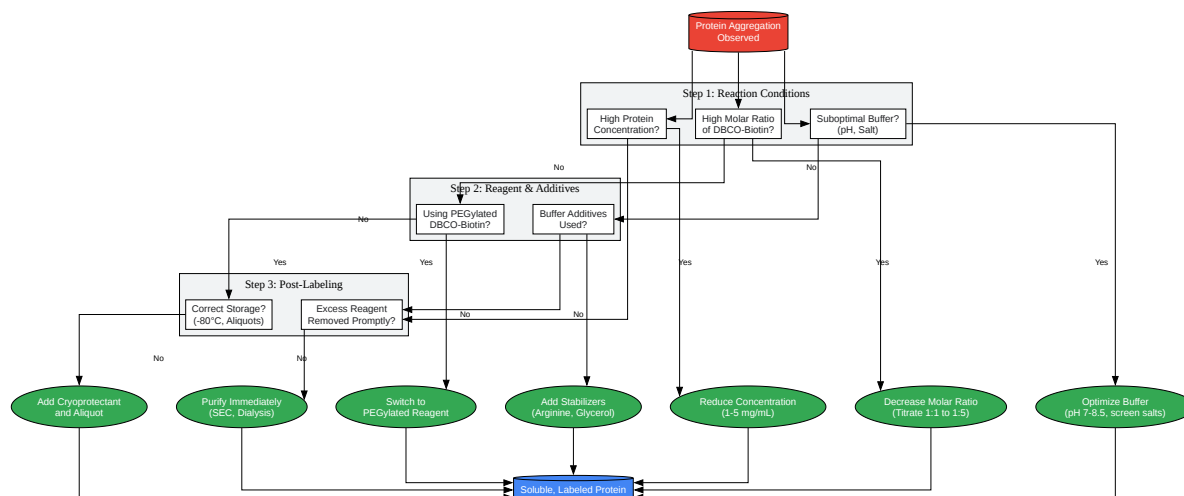 Protein Aggregation
Observed
Step 1: Reaction Conditions
High Protein
Concentration?
High Molar Ratio
of DBCO-Biotin?
Suboptimal Buffer?
(pH, Salt)
No
No
Step 2: Reagent & Additives
Using PEGylated
DBCO-Biotin?
Buffer Additives
Used?
No
Yes
Yes
Yes
Yes
Yes
Step 3: Post-Labeling
Correct Storage?
(-80°C, Aliquots)
Excess Reagent
Removed Promptly?
No
No
No
No
Add Cryoprotectant
and Aliquot
Purify Immediately
(SEC, Dialysis)
Switch to
PEGylated Reagent
Add Stabilizers
(Arginine, Glycerol)
Reduce Concentration
(1-5 mg/mL)
Decrease Molar Ratio
(Titrate 1:1 to 1:5)
Optimize Buffer
(pH 7-8.5, screen salts)
Soluble, Labeled Protein